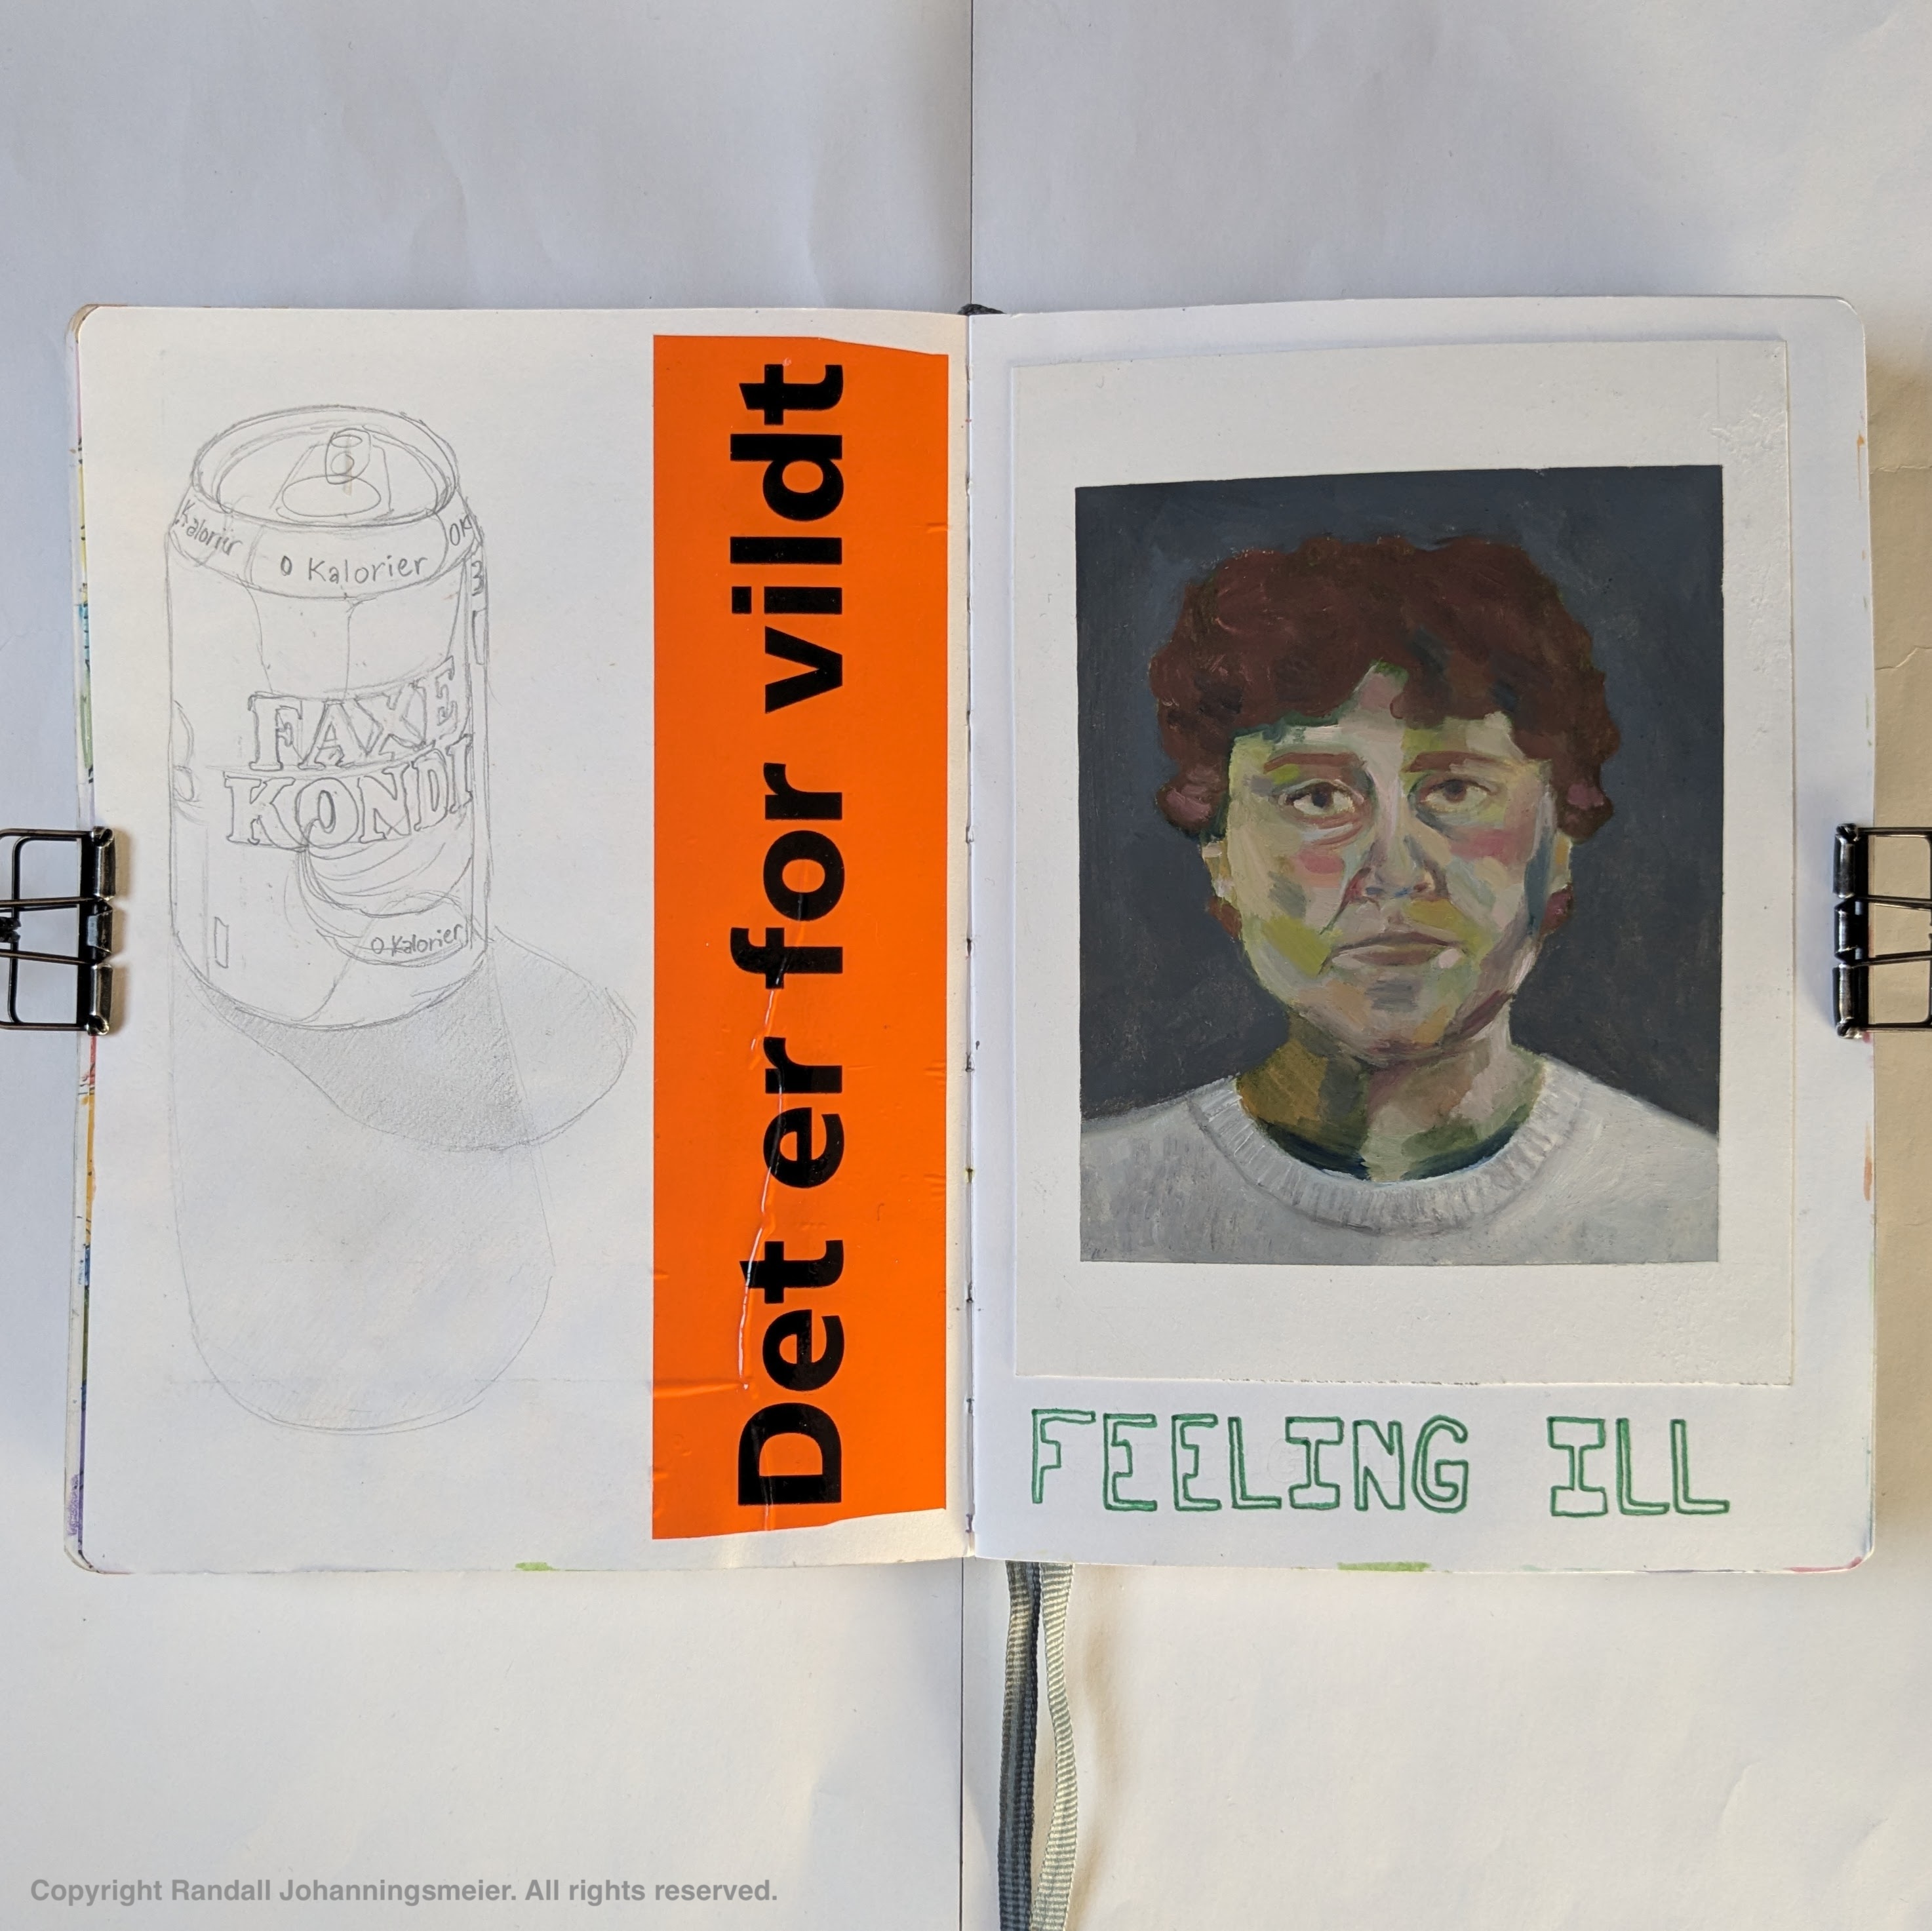 Kalorier
0 Kalorier
0K
FAXE
KONDI
0 Kalorier
Det er for vildt
FEELING ILL
Copyright Randall Johanningsmeier. All rights reserved.